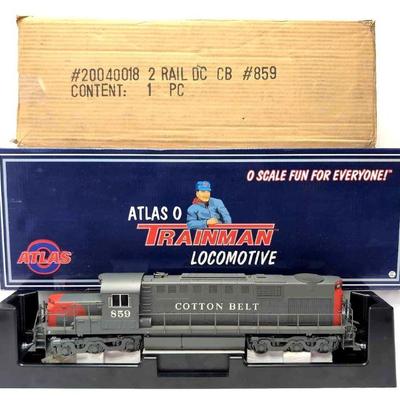 #20040018 2 RAIL DC CB #859
CONTENT: 1 PC
O SCALE FUN FOR EVERYONE!™
ATLAS O
TRAINMAN
LOCOMOTIVE
ATLAS
COTTON BELT
859